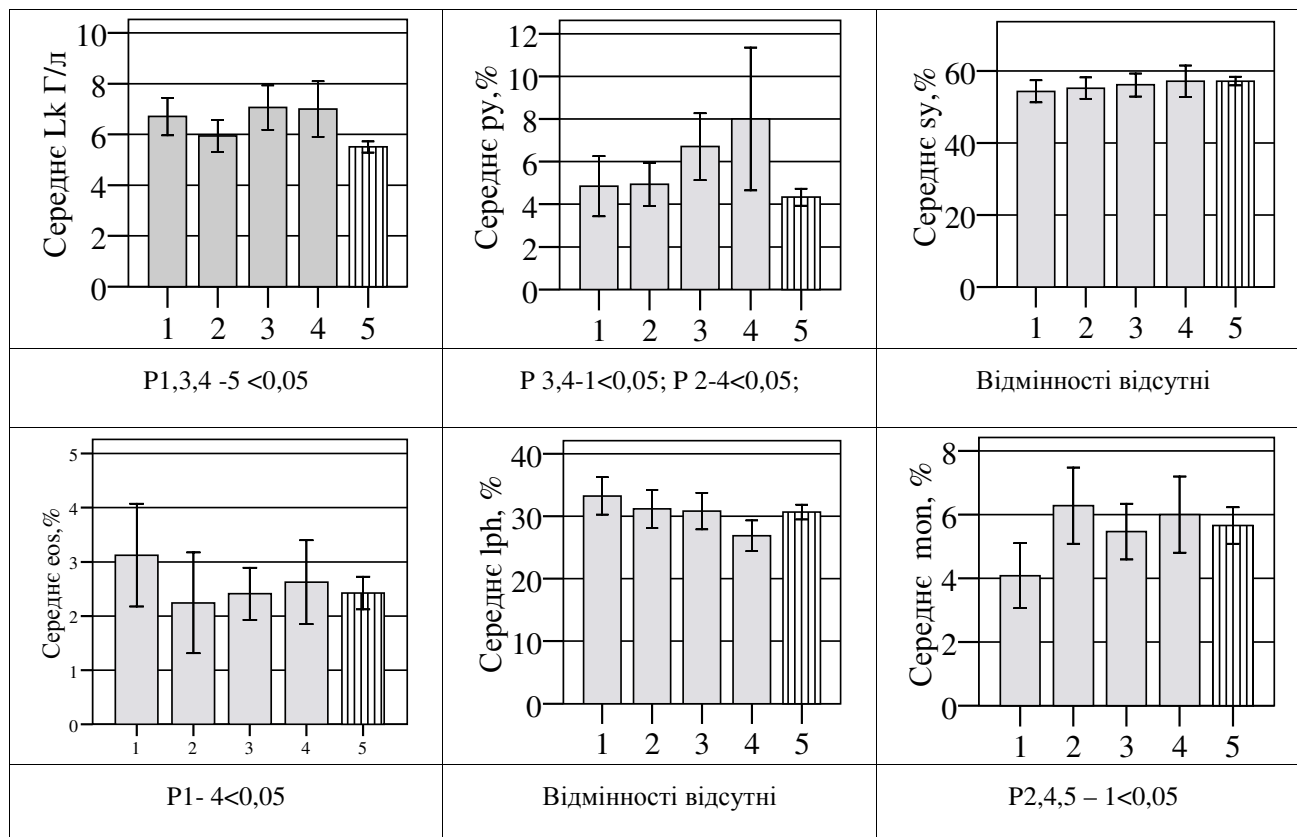 Середнє Lk Г/л
10
8
6
4
2
0
1 2 3 4 5
Середнє py,%
12
10
8
6
4
2
0
1 2 3 4 5
Середнє sy,%
60
40
20
0
1 2 3 4 5
P1,3,4 -5 <0,05
P 3,4-1<0,05; P 2-4<0,05;
Відмінності відсутні
Середнє eos,%
5
4
3
2
1
0
1 2 3 4 5
Середнє lph, %
40
30
20
10
0
1 2 3 4 5
Середнє mon, %
8
6
4
2
0
1 2 3 4 5
P1- 4<0,05
Відмінності відсутні
P2,4,5 – 1<0,05